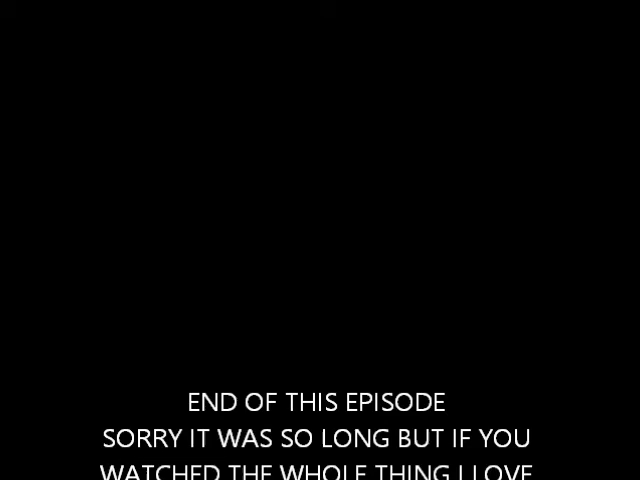 END OF THIS EPISODE
SORRY IT WAS SO LONG BUT IF YOU
WATCHED THE WHOLE THING I LOVE